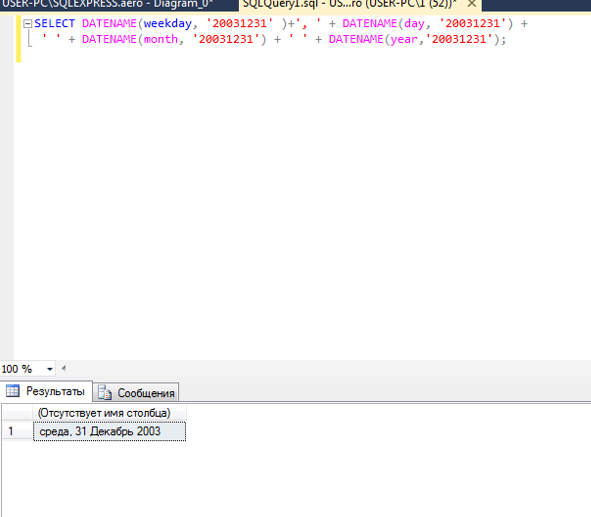 USER-PC\SQLEXPRESS.aero - Diagram_0*
SQLQuery1.sql - US...ro (USER-PC\1 (52))*
SELECT DATENAME(weekday, '20031231' )+', ' + DATENAME(day, '20031231') +
' ' + DATENAME(month, '20031231') + ' ' + DATENAME(year,'20031231');
100 %
Результаты
Сообщения
(Отсутствует имя столбца)
1 среда, 31 Декабрь 2003